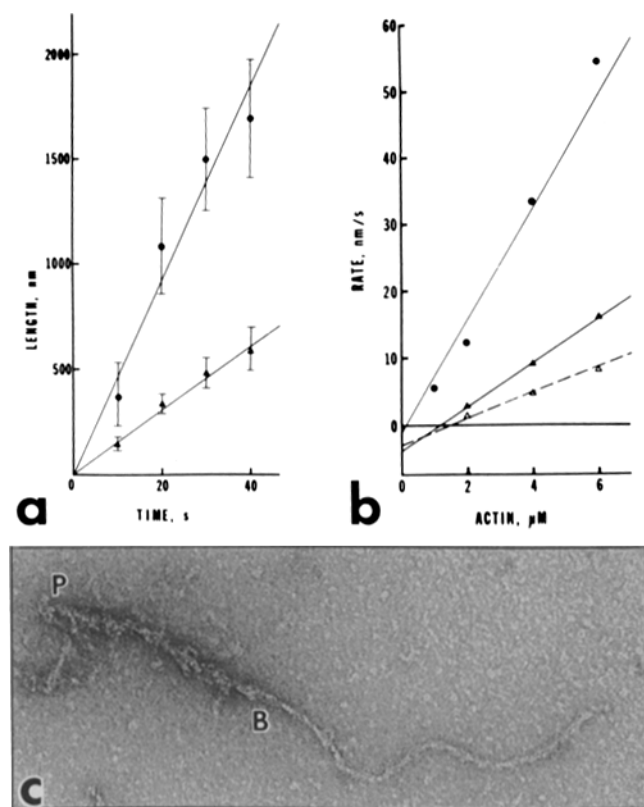 2000
1500
1000
500
LENGTH, nm
10 20 30 40
TIME, s
a
60
50
40
30
20
10
0
RATE, nm/s
0 2 4 6
ACTIN, μM
b
P
B
c